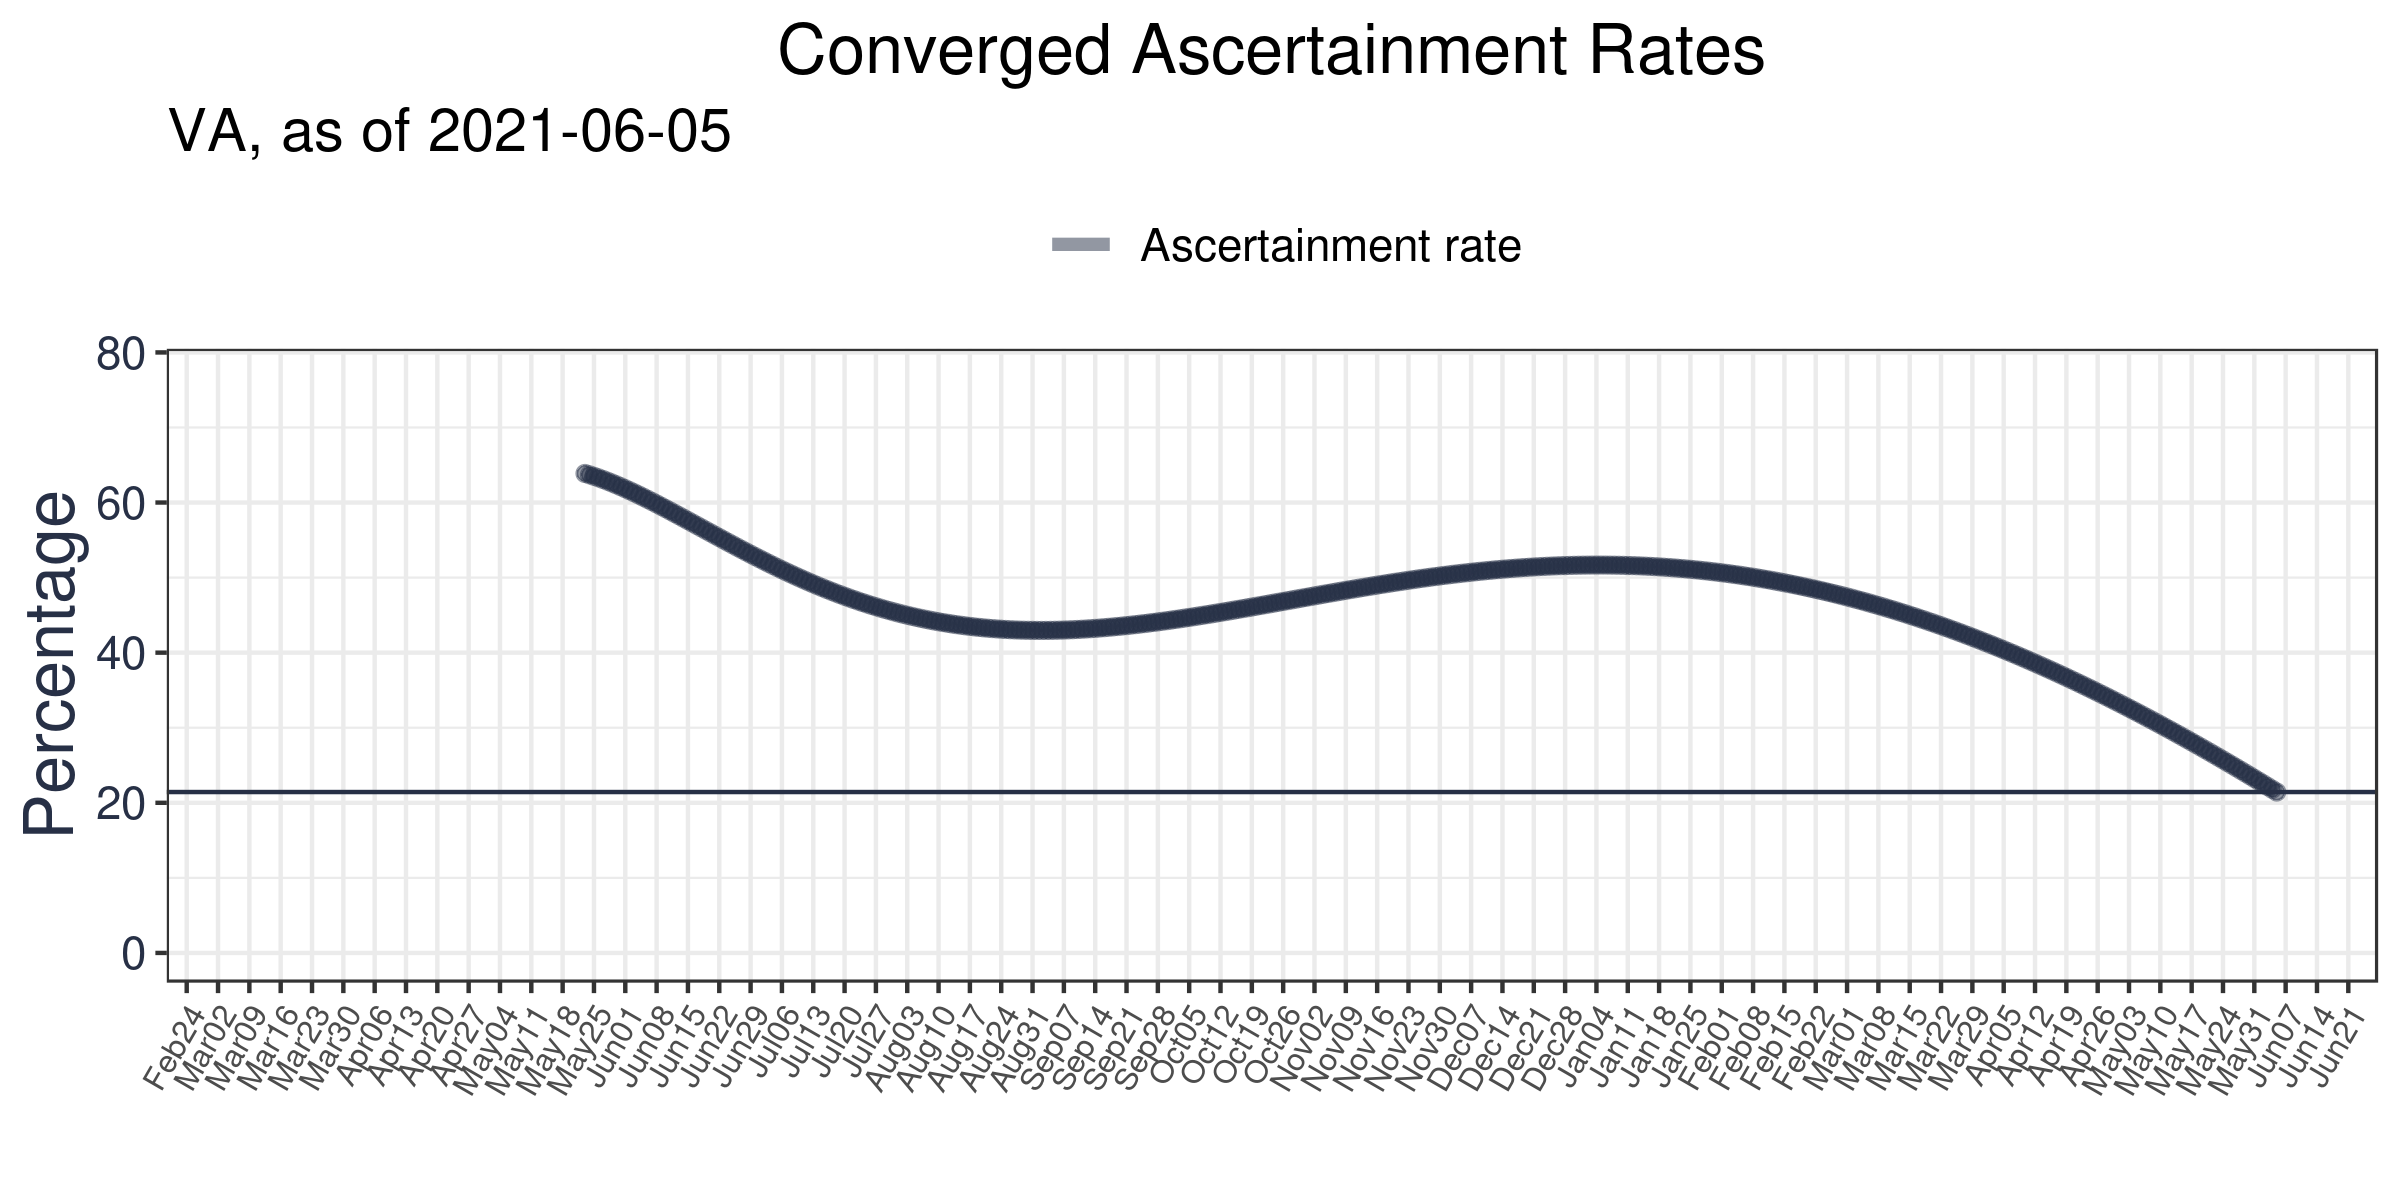 Converged Ascertainment Rates
VA, as of 2021-06-05
Ascertainment rate
Percentage
80
60
40
20
0
Feb24 Mar02 Mar09 Mar16 Mar23 Mar30 Apr06 Apr13 Apr20 Apr27 May04 May11 May18 May25 Jun01 Jun08 Jun15 Jun22 Jun29 Jul06 Jul13 Jul20 Jul27 Aug03 Aug10 Aug17 Aug24 Aug31 Sep07 Sep14 Sep21 Sep28 Oct05 Oct12 Oct19 Oct26 Nov02 Nov09 Nov16 Nov23 Nov30 Dec07 Dec14 Dec21 Dec28 Jan04 Jan11 Jan18 Jan25 Feb01 Feb08 Feb15 Feb22 Mar01 Mar08 Mar15 Mar22 Mar29 Apr05 Apr12 Apr19 Apr26 May03 May10 May17 May24 May31 Jun07 Jun14 Jun21